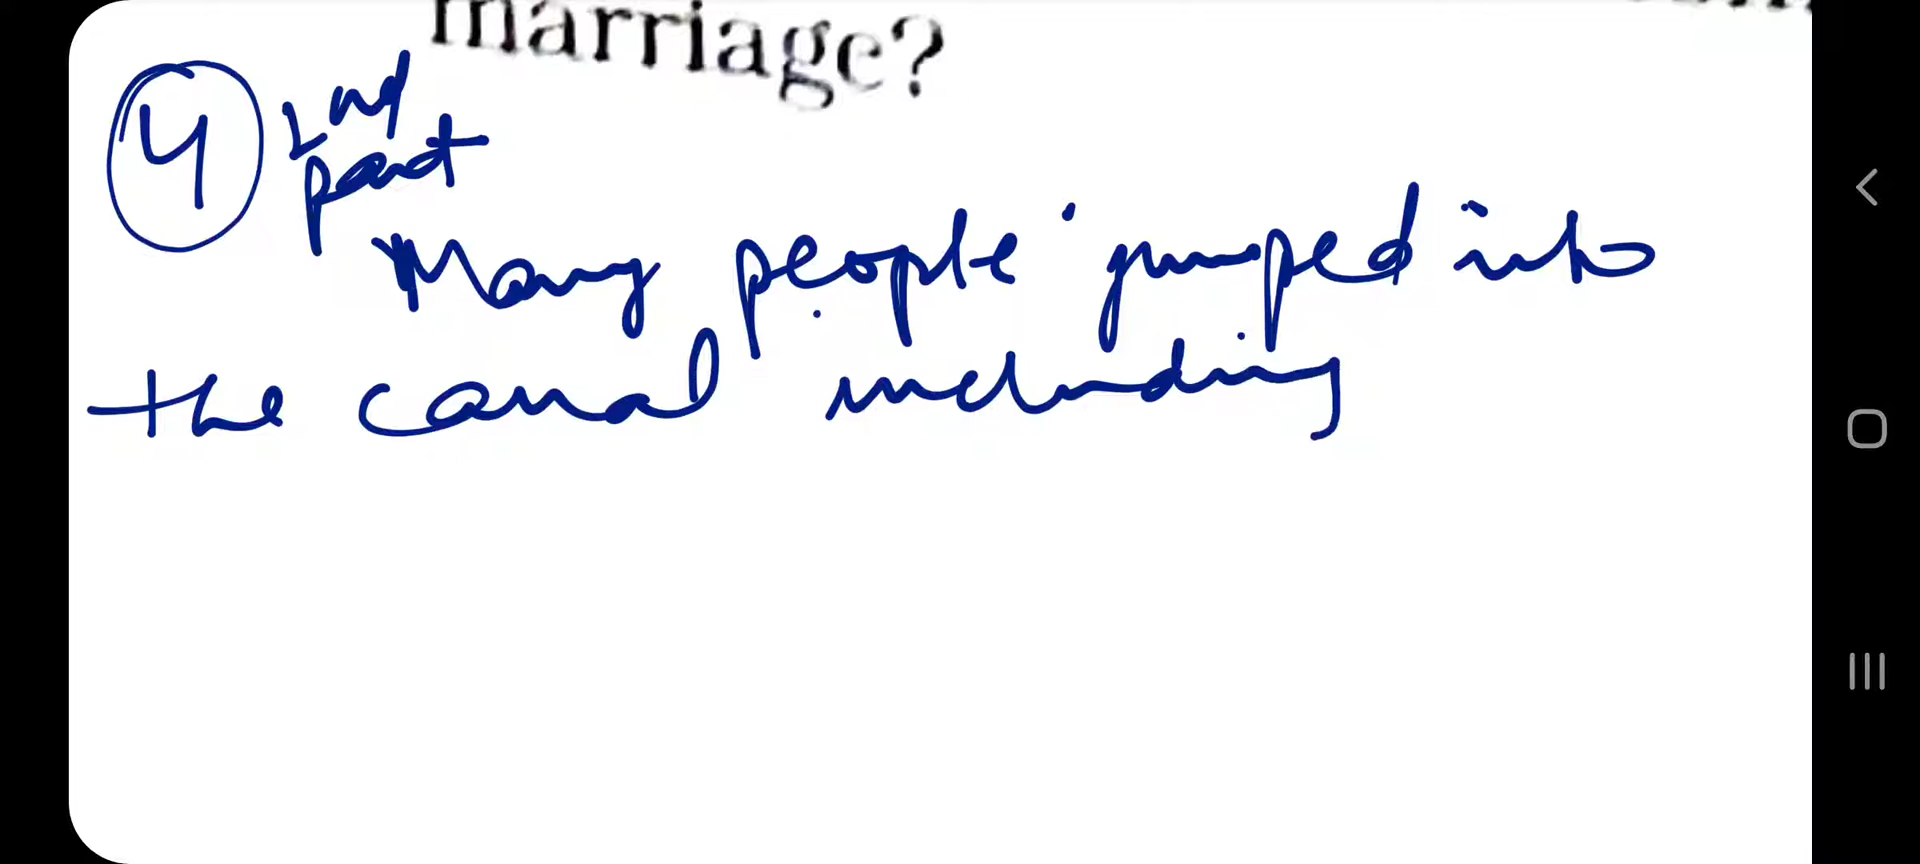 marriage?
4 2nd
part
Many people jumped into
the canal including